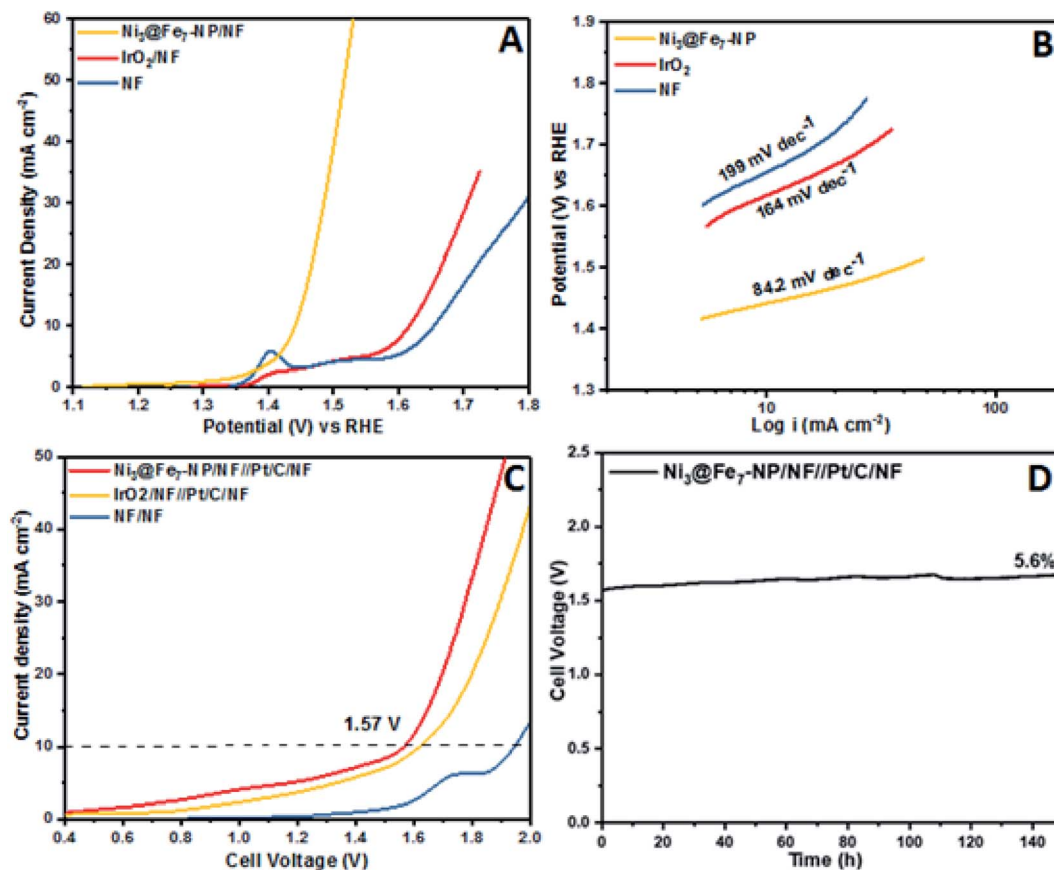 A
Ni₃@Fe₇-NP/NF
IrO₂/NF
NF
Current Density (mA cm⁻²)
60
50
40
30
20
10
0
1.1 1.2 1.3 1.4 1.5 1.6 1.7 1.8
Potential (V) vs RHE
B
Ni₃@Fe₇-NP
IrO₂
NF
Potential (V) vs RHE
1.9
1.8
1.7
1.6
1.5
1.4
1.3
199 mV dec⁻¹
164 mV dec⁻¹
84.2 mV dec⁻¹
10 100
Log i (mA cm⁻²)
C
Ni₃@Fe₇-NP/NF//Pt/C/NF
IrO2/NF//Pt/C/NF
NF/NF
Current density (mA cm⁻²)
50
40
30
20
10
0
1.57 V
0.4 0.6 0.8 1.0 1.2 1.4 1.6 1.8 2.0
Cell Voltage (V)
D
Ni₃@Fe₇-NP/NF//Pt/C/NF
Cell Voltage (V)
2.5
2.0
1.5
1.0
0.5
0.0
5.6%
0 20 40 60 80 100 120 140
Time (h)